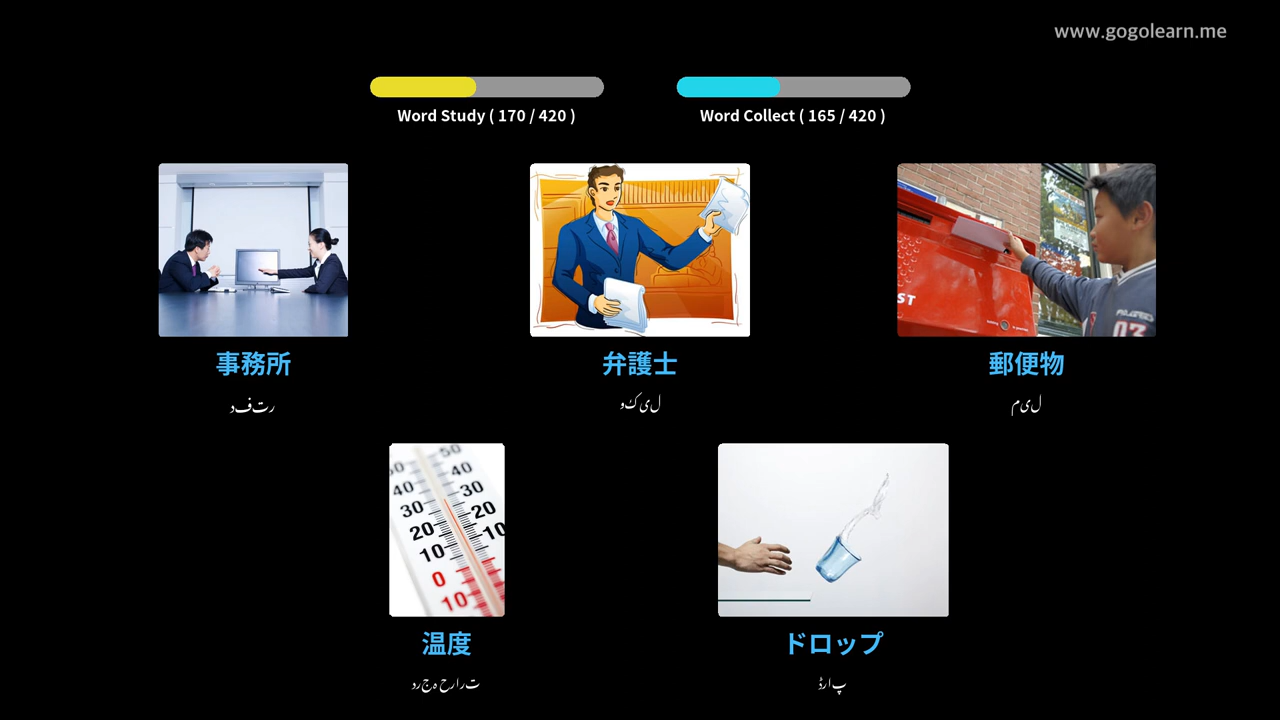 www.gogolearn.me
Word Study ( 170 / 420 )
Word Collect ( 165 / 420 )
事務所
弁護士
郵便物
دفتر
وکیل
میل
温度
ドロップ
درجہ حرارت
ڈراپ